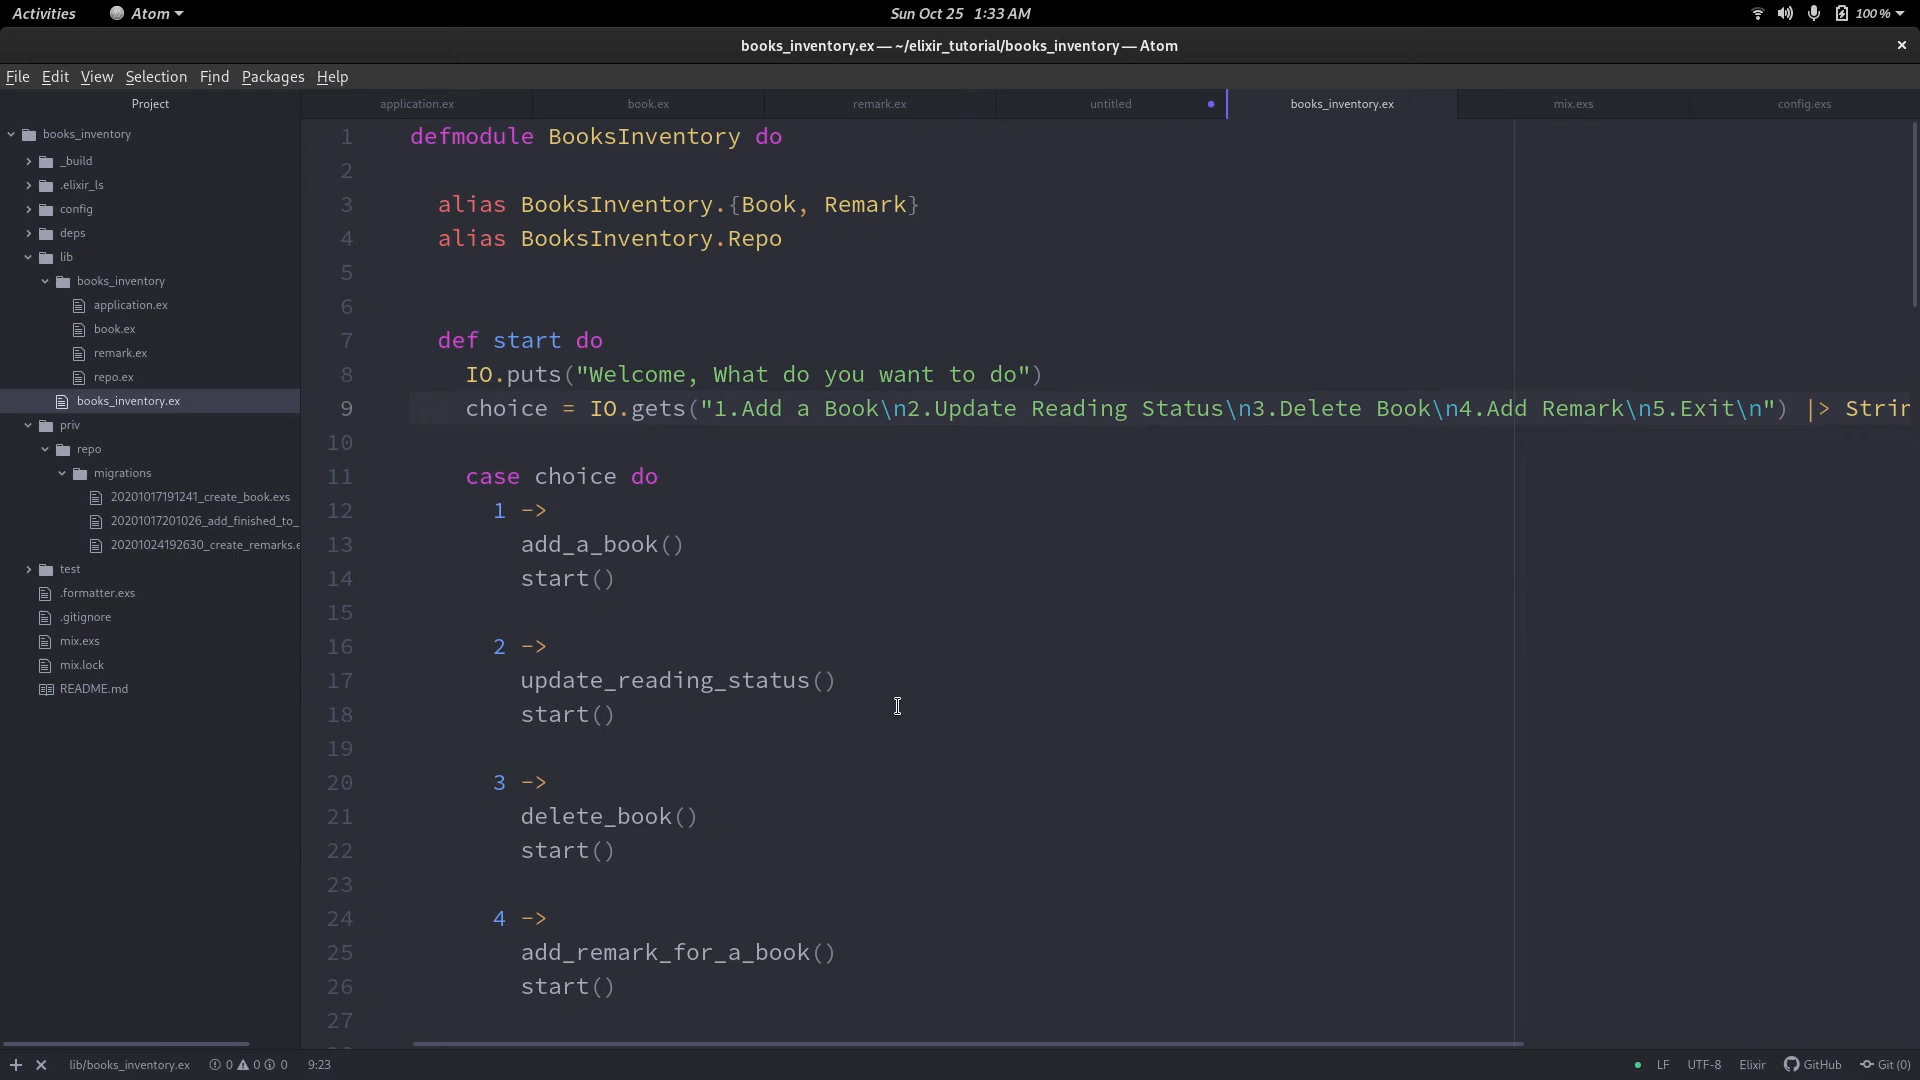 Activities Atom Sun Oct 25 1:33 AM 100 %
books_inventory.ex — ~/elixir_tutorial/books_inventory — Atom
File Edit View Selection Find Packages Help
Project
application.ex book.ex remark.ex untitled books_inventory.ex mix.exs config.exs
books_inventory
_build
.elixir_ls
config
deps
lib
books_inventory
application.ex
book.ex
remark.ex
repo.ex
books_inventory.ex
priv
repo
migrations
20201017191241_create_book.exs
20201017201026_add_finished_to_
20201024192630_create_remarks.e
test
.formatter.exs
.gitignore
mix.exs
mix.lock
README.md
1 defmodule BooksInventory do
2
3 alias BooksInventory.{Book, Remark}
4 alias BooksInventory.Repo
5
6
7 def start do
8 IO.puts("Welcome, What do you want to do")
9 choice = IO.gets("1.Add a Book\n2.Update Reading Status\n3.Delete Book\n4.Add Remark\n5.Exit\n") |> Strin
10
11 case choice do
12 1 ->
13 add_a_book()
14 start()
15
16 2 ->
17 update_reading_status()
18 start()
19
20 3 ->
21 delete_book()
22 start()
23
24 4 ->
25 add_remark_for_a_book()
26 start()
27
lib/books_inventory.ex 0 0 0 9:23 LF UTF-8 Elixir GitHub Git (0)